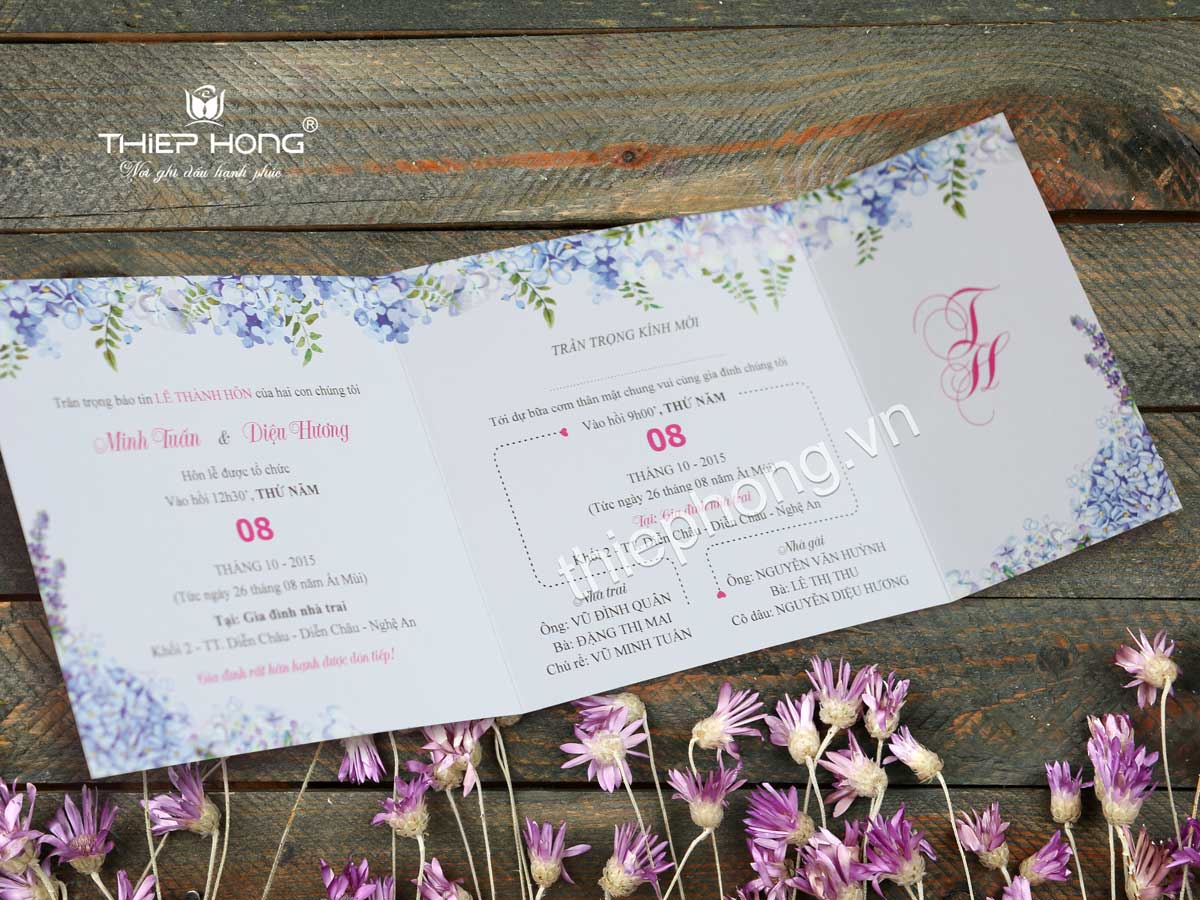 THIEP HONG®
Nơi ghi dấu hạnh phúc
Trân trọng báo tin LỄ THÀNH HÔN của hai con chúng tôi
Minh Tuấn & Diệu Hương
Hôn lễ được tổ chức
Vào hồi 12h30', THỨ NĂM
08
THÁNG 10 - 2015
(Tức ngày 26 tháng 08 năm Ất Mùi)
Tại: Gia đình nhà trai
Khối 2 - TT. Diễn Châu - Diễn Châu - Nghệ An
Gia đình rất hân hạnh được đón tiếp!
TRÂN TRỌNG KÍNH MỜI
Tới dự bữa cơm thân mật chung vui cùng gia đình chúng tôi
Vào hồi 9h00', THỨ NĂM
08
THÁNG 10 - 2015
(Tức ngày 26 tháng 08 năm Ất Mùi)
Tại: Gia đình nhà trai
Khối 2 - TT. Diễn Châu - Diễn Châu - Nghệ An
Nhà trai
ÔNG: VŨ ĐÌNH QUÂN
Bà: ĐẶNG THỊ MAI
Chú rể: VŨ MINH TUẤN
Nhà gái
Ông: NGUYỄN VĂN HUỲNH
Bà: LÊ THỊ THU
Cô dâu: NGUYỄN DIỆU HƯƠNG
TH
thiephong.vn